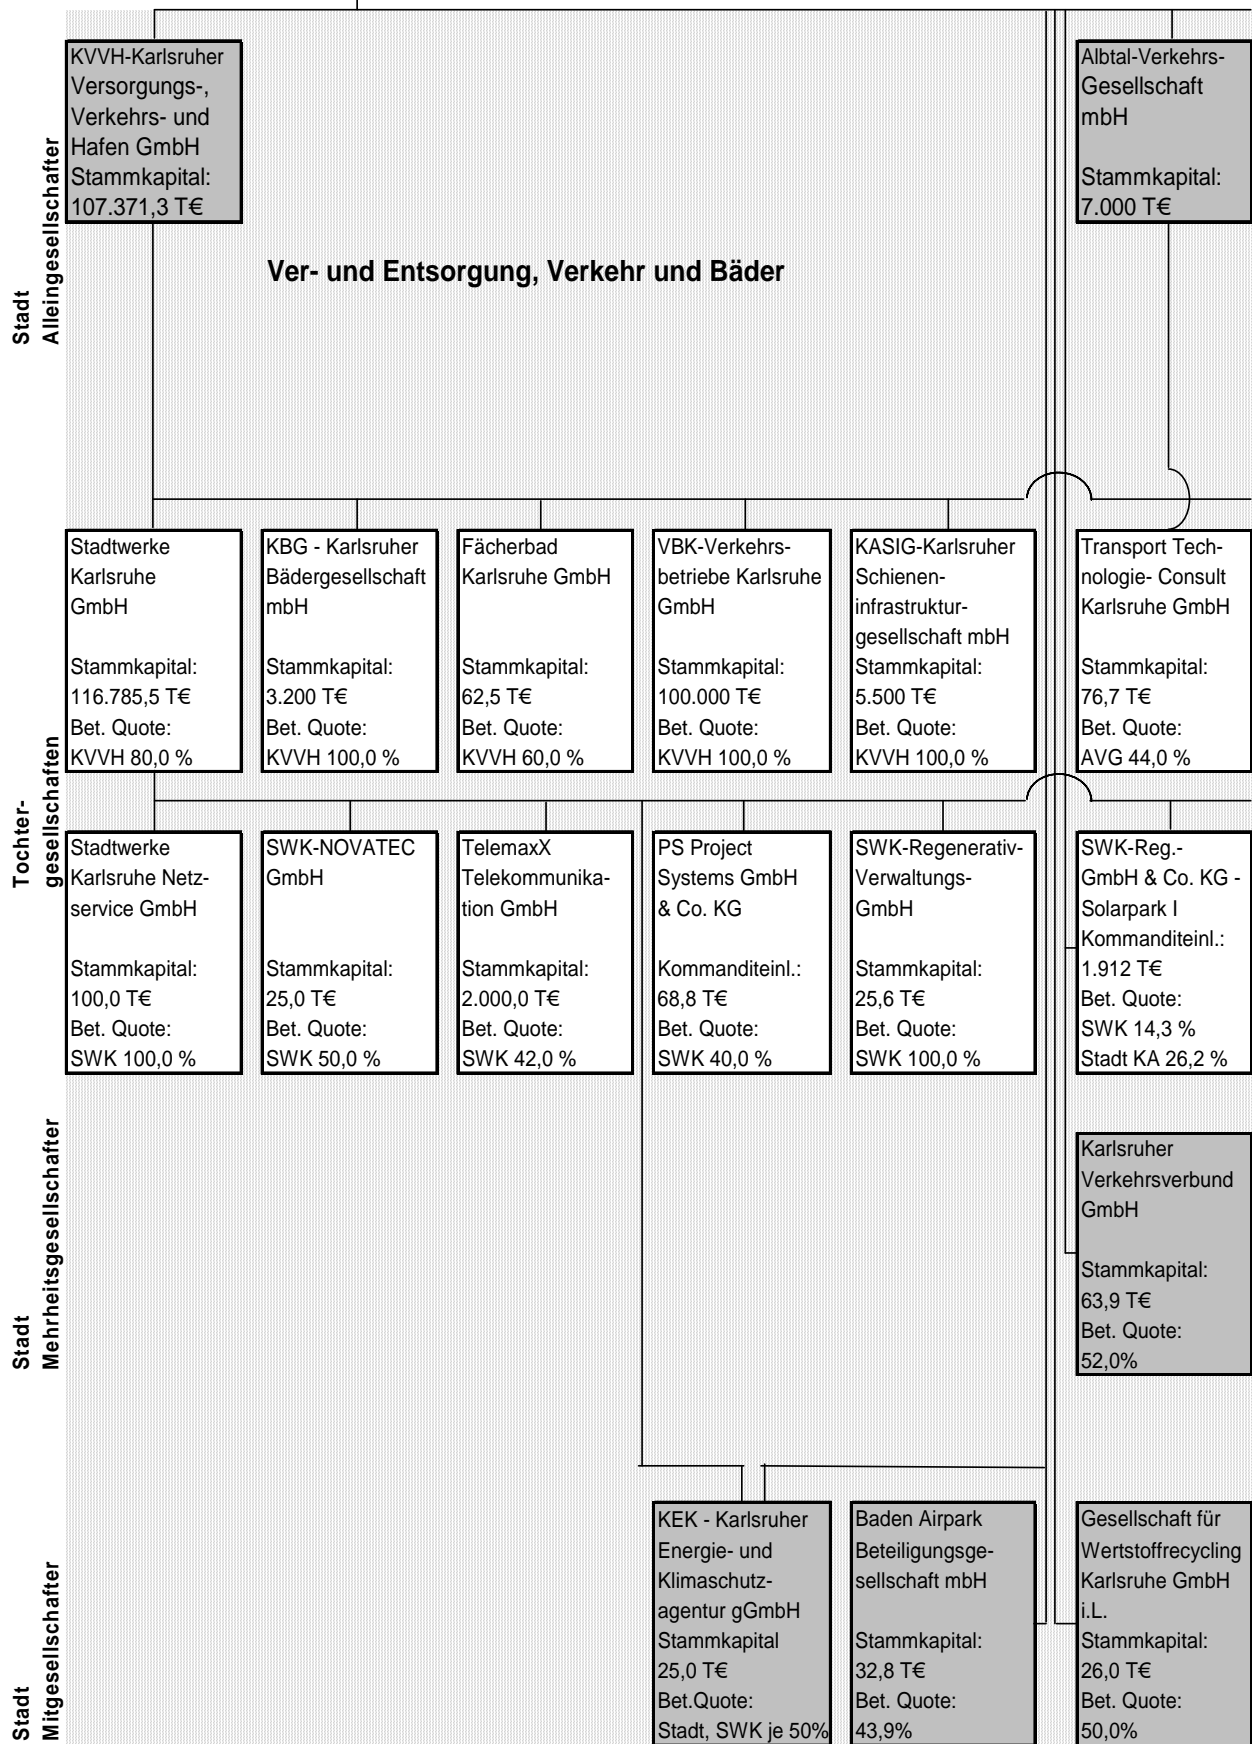 KVVH-Karlsruher
Versorgungs-,
Verkehrs- und
Hafen GmbH
Stammkapital:
107.371,3 T€
Albtal-Verkehrs-
Gesellschaft
mbH
Stammkapital:
7.000 T€
Stadt
Alleingesellschafter
Ver- und Entsorgung, Verkehr und Bäder
Tochter-
gesellschaften
Stadtwerke
Karlsruhe
GmbH
Stammkapital:
116.785,5 T€
Bet. Quote:
KVVH 80,0 %
KBG - Karlsruher
Bädergesellschaft
mbH
Stammkapital:
3.200 T€
Bet. Quote:
KVVH 100,0 %
Fächerbad
Karlsruhe GmbH
Stammkapital:
62,5 T€
Bet. Quote:
KVVH 60,0 %
VBK-Verkehrs-
betriebe Karlsruhe
GmbH
Stammkapital:
100.000 T€
Bet. Quote:
KVVH 100,0 %
KASIG-Karlsruher
Schienen-
infrastruktur-
gesellschaft mbH
Stammkapital:
5.500 T€
Bet. Quote:
KVVH 100,0 %
Transport Tech-
nologie- Consult
Karlsruhe GmbH
Stammkapital:
76,7 T€
Bet. Quote:
AVG 44,0 %
Stadtwerke
Karlsruhe Netz-
service GmbH
Stammkapital:
100,0 T€
Bet. Quote:
SWK 100,0 %
SWK-NOVATEC
GmbH
Stammkapital:
25,0 T€
Bet. Quote:
SWK 50,0 %
TelemaxX
Telekommunika-
tion GmbH
Stammkapital:
2.000,0 T€
Bet. Quote:
SWK 42,0 %
PS Project
Systems GmbH
& Co. KG
Kommanditeinl.:
68,8 T€
Bet. Quote:
SWK 40,0 %
SWK-Regenerativ-
Verwaltungs-
GmbH
Stammkapital:
25,6 T€
Bet. Quote:
SWK 100,0 %
SWK-Reg.-
GmbH & Co. KG -
Solarpark I
Kommanditeinl.:
1.912 T€
Bet. Quote:
SWK 14,3 %
Stadt KA 26,2 %
Stadt
Mehrheitsgesellschafter
Karlsruher
Verkehrsverbund
GmbH
Stammkapital:
63,9 T€
Bet. Quote:
52,0%
Stadt
Mitgesellschafter
KEK - Karlsruher
Energie- und
Klimaschutz-
agentur gGmbH
Stammkapital
25,0 T€
Bet.Quote:
Stadt, SWK je 50%
Baden Airpark
Beteiligungsge-
sellschaft mbH
Stammkapital:
32,8 T€
Bet. Quote:
43,9%
Gesellschaft für
Wertstoffrecycling
Karlsruhe GmbH
i.L.
Stammkapital:
26,0 T€
Bet. Quote:
50,0%